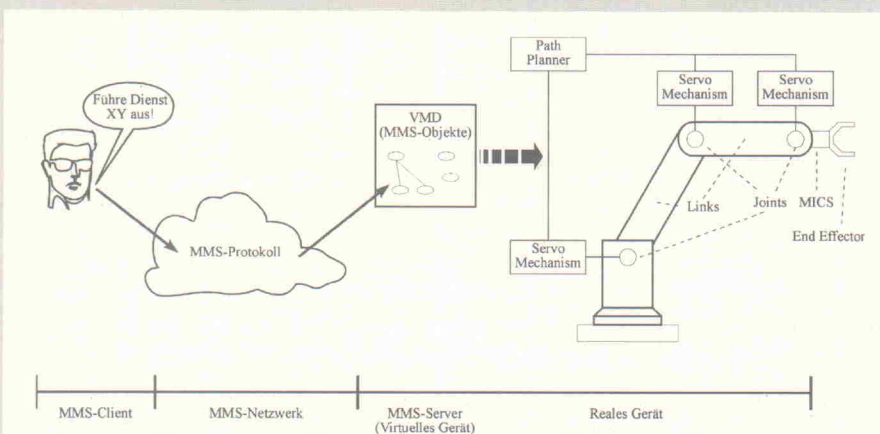 Führe Dienst
XY aus!
MMS-Protokoll
VMD
(MMS-Objekte)
Path
Planner
Servo
Mechanism
Servo
Mechanism
Links
Joints
MICS
End Effector
Servo
Mechanism
MMS-Client
MMS-Netzwerk
MMS-Server
(Virtuelles Gerät)
Reales Gerät